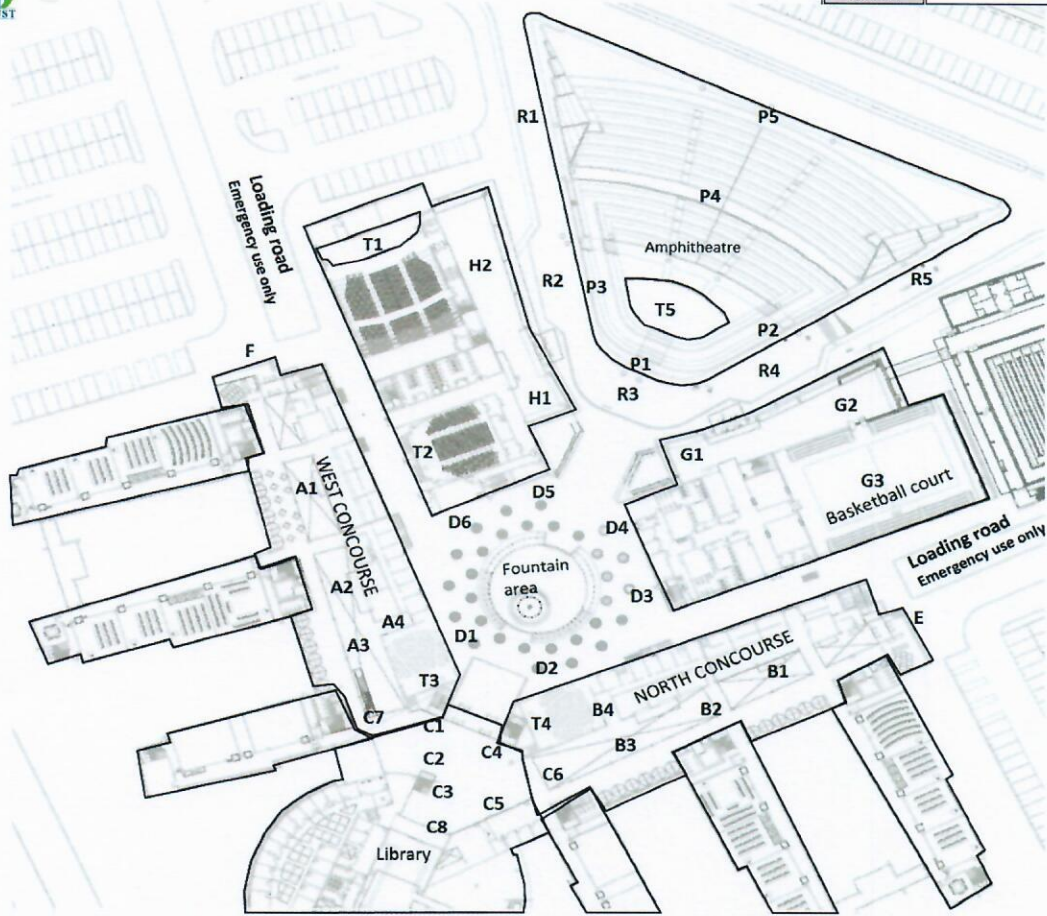 UST
R1
P5
P4
Amphitheatre
Loading road
Emergency use only
T1
H2
R2
P3
T5
R5
P2
P1
R4
R3
H1
F
G2
G1
T2
G3
Basketball court
WEST CONCOURSE
A1
D5
D6
D4
Loading road
Emergency use only
Fountain
area
A2
A4
D3
A3
D1
D2
E
NORTH CONCOURSE
B1
T3
C7
C1
T4
B4
B2
B3
C4
C2
C6
C3
C5
C8
Library